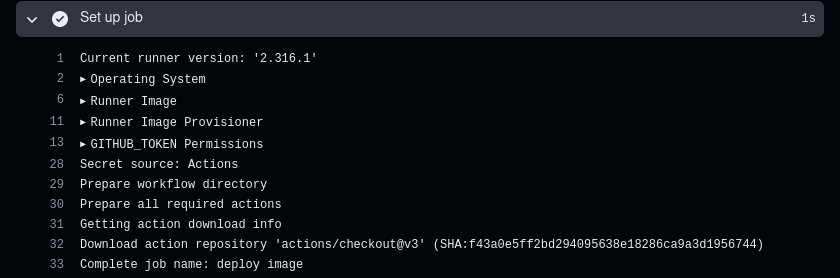 Set up job 1s
1 Current runner version: '2.316.1'
2 ▸ Operating System
6 ▸ Runner Image
11 ▸ Runner Image Provisioner
13 ▸ GITHUB_TOKEN Permissions
28 Secret source: Actions
29 Prepare workflow directory
30 Prepare all required actions
31 Getting action download info
32 Download action repository 'actions/checkout@v3' (SHA:f43a0e5ff2bd294095638e18286ca9a3d1956744)
33 Complete job name: deploy image